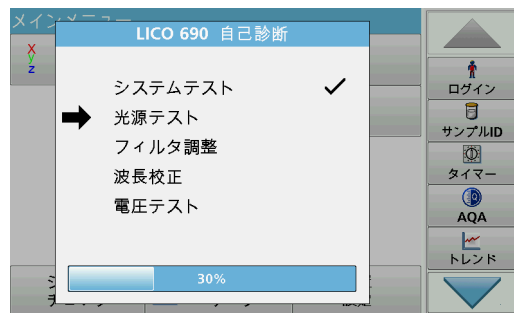 メインメニュー
LICO 690 自己診断
x
y
z
システムテスト
光源テスト
フィルタ調整
波長校正
電圧テスト
30%
ログイン
サンプルID
タイマー
AQA
トレンド